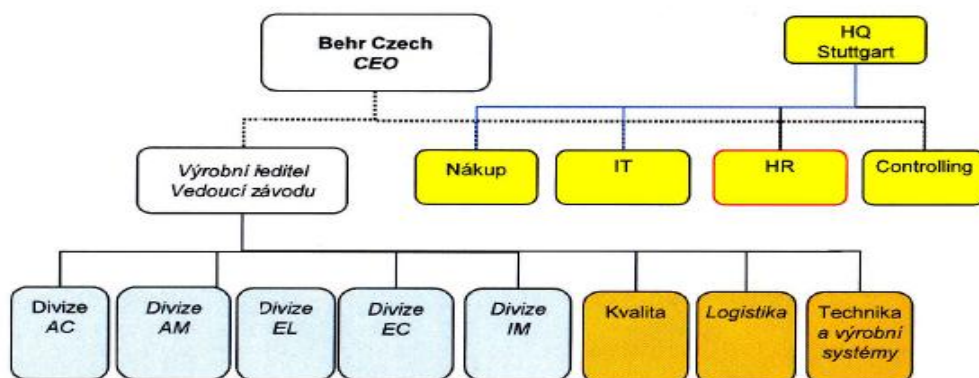 Behr Czech
CEO
HQ
Stuttgart
Výrobní ředitel
Vedoucí závodu
Nákup
IT
HR
Controlling
Divize
AC
Divize
AM
Divize
EL
Divize
EC
Divize
IM
Kvalita
Logistika
Technika
a výrobní
systémy